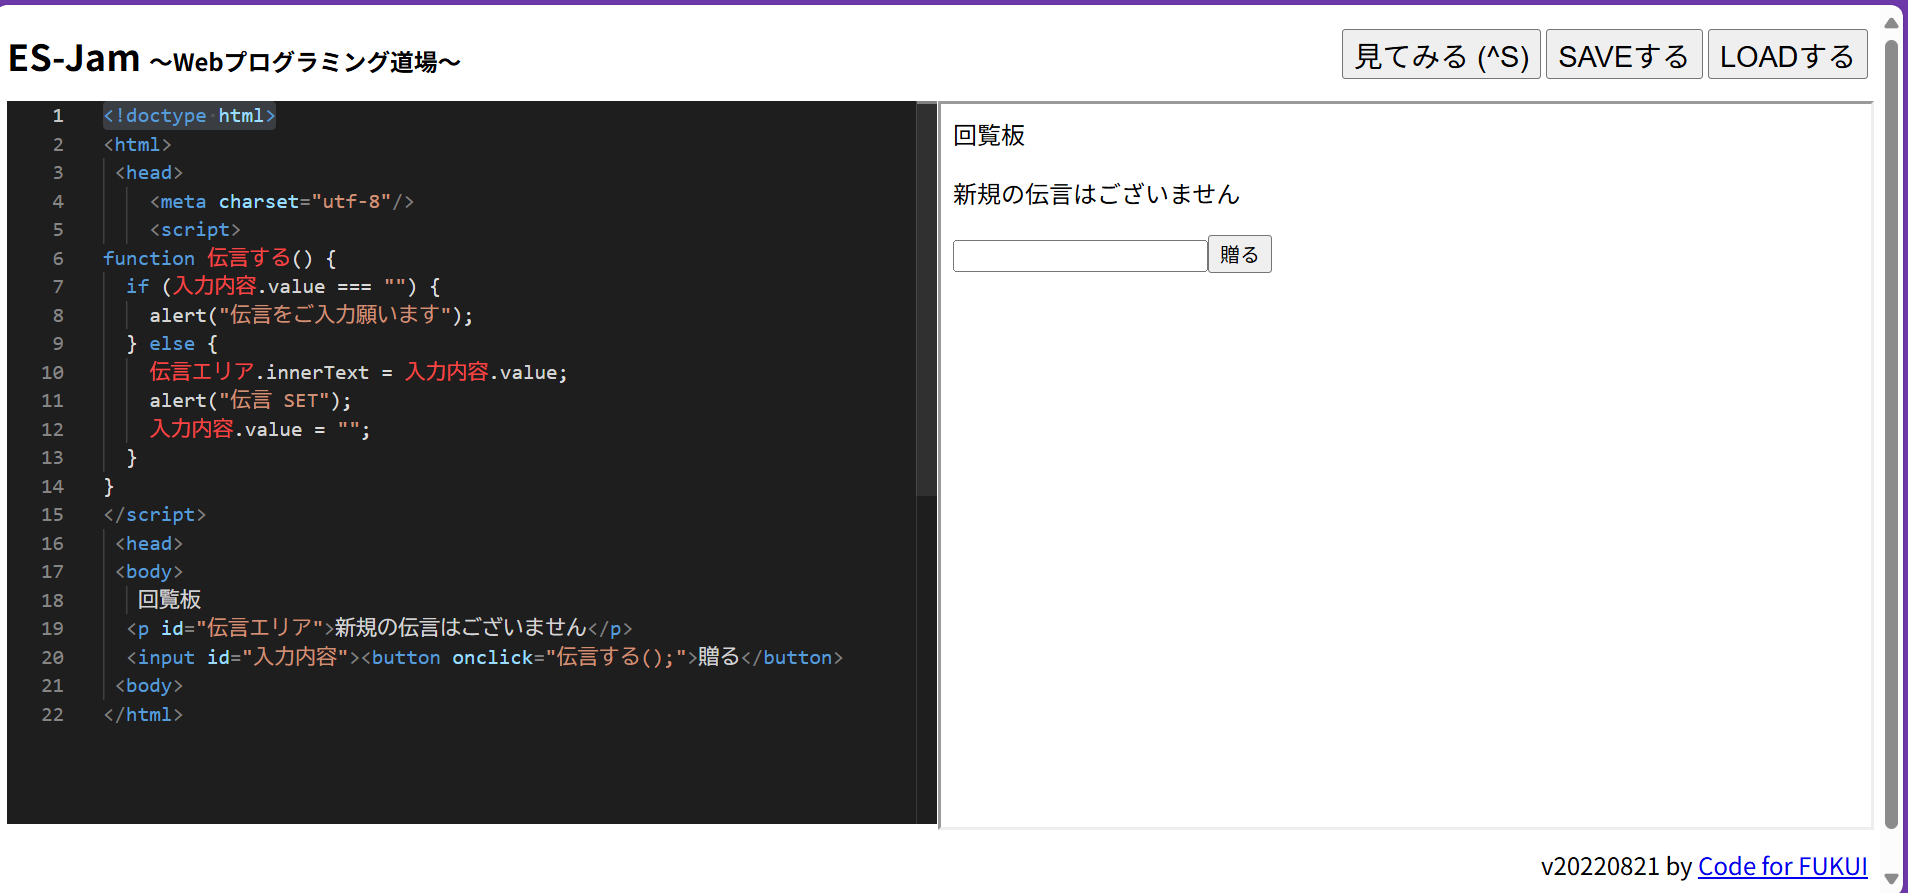 ES-Jam ～Webプログラミング道場～
見てみる (^S) SAVEする LOADする
1 <!doctype html>
2 <html>
3 <head>
4 <meta charset="utf-8"/>
5 <script>
6 function 伝言する() {
7 if (入力内容.value === "") {
8 alert("伝言をご入力願います");
9 } else {
10 伝言エリア.innerText = 入力内容.value;
11 alert("伝言 SET");
12 入力内容.value = "";
13 }
14 }
15 </script>
16 <head>
17 <body>
18 回覧板
19 <p id="伝言エリア">新規の伝言はございません</p>
20 <input id="入力内容"><button onclick="伝言する();">贈る</button>
21 <body>
22 </html>
回覧板
新規の伝言はございません
贈る
v20220821 by Code for FUKUI